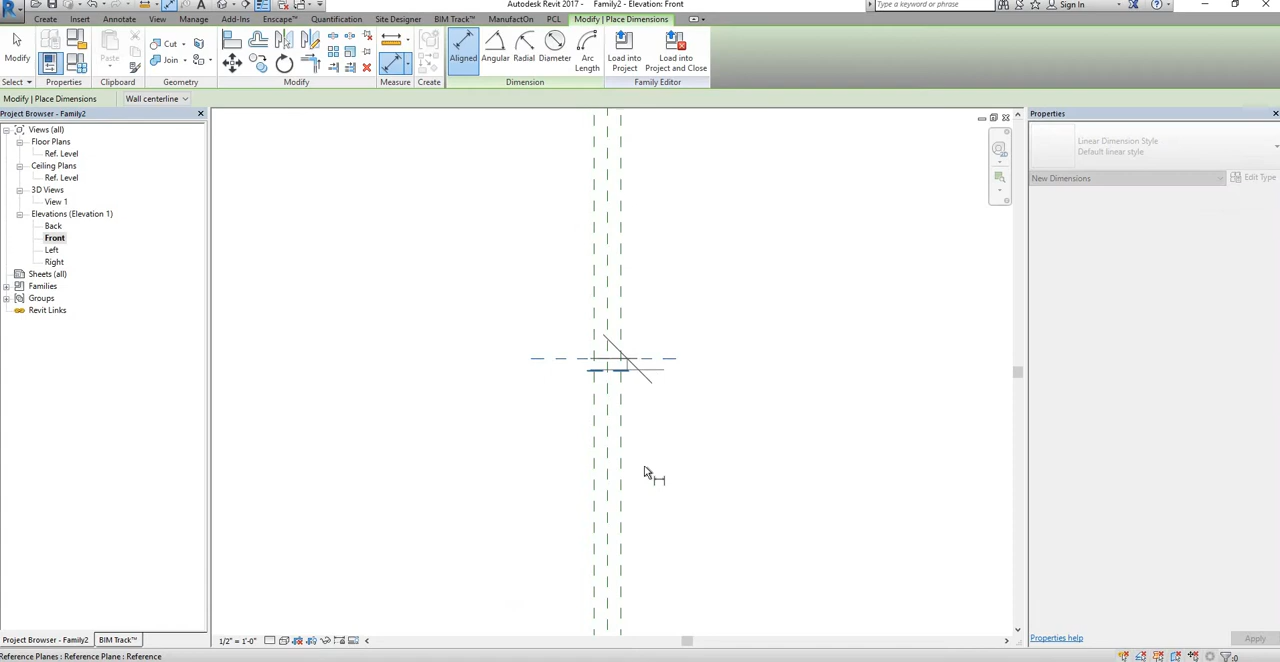 Autodesk Revit 2017 - Family2 - Elevation: Front
Type a keyword or phrase
Sign In
Create Insert Annotate View Manage Add-Ins Enscape™ Quantification Site Designer BIM Track™ ManufactOn PCL Modify | Place Dimensions
Modify
Paste
Cut
Join
Aligned Angular Radial Diameter Arc Length
Load into Project
Load into Project and Close
Select Properties Clipboard Geometry Modify Measure Create Dimension Family Editor
Modify | Place Dimensions Wall centerline
Project Browser - Family2
Views (all)
Floor Plans
Ref. Level
Ceiling Plans
Ref. Level
3D Views
View 1
Elevations (Elevation 1)
Back
Front
Left
Right
Sheets (all)
Families
Groups
Revit Links
Properties
Linear Dimension Style
Default linear style
New Dimensions Edit Type
Properties help Apply
Project Browser - Family2 BIM Track™
1/2" = 1'-0"
Reference Planes : Reference Plane : Reference
:0